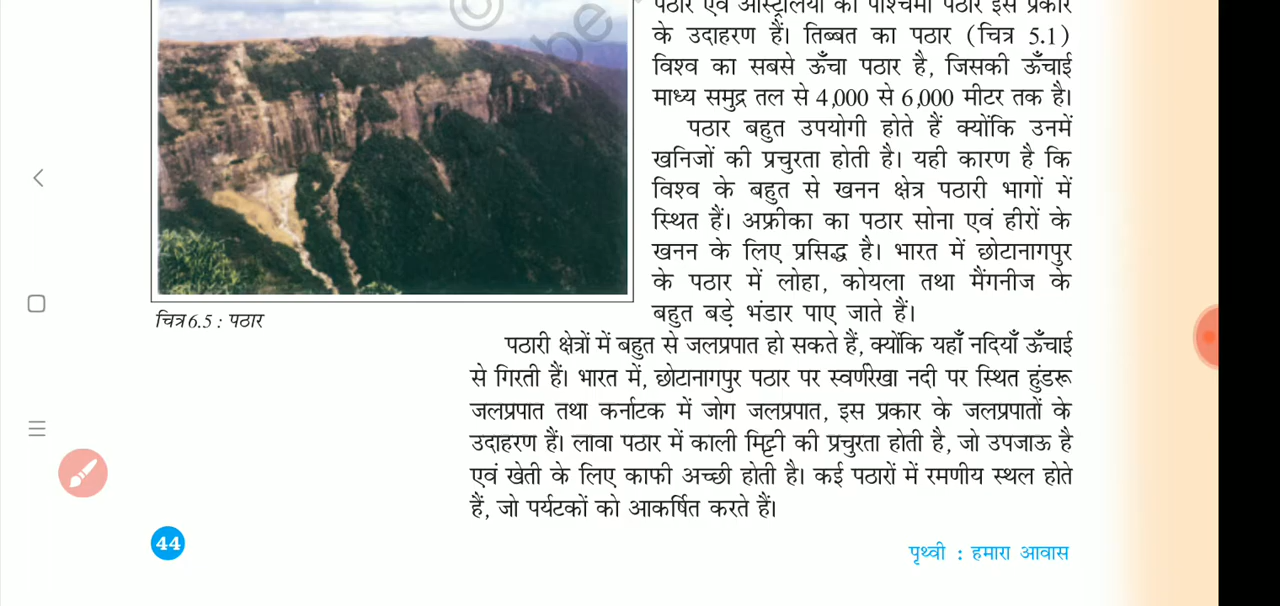 पठार एवं आस्ट्रेलिया का पश्चिमी पठार इस प्रकार
के उदाहरण हैं। तिब्बत का पठार (चित्र 5.1)
विश्व का सबसे ऊँचा पठार है, जिसकी ऊँचाई
माध्य समुद्र तल से 4,000 से 6,000 मीटर तक है।
पठार बहुत उपयोगी होते हैं क्योंकि उनमें
खनिजों की प्रचुरता होती है। यही कारण है कि
विश्व के बहुत से खनन क्षेत्र पठारी भागों में
स्थित हैं। अफ्रीका का पठार सोना एवं हीरों के
खनन के लिए प्रसिद्ध है। भारत में छोटानागपुर
के पठार में लोहा, कोयला तथा मैंगनीज के
बहुत बड़े भंडार पाए जाते हैं।
चित्र 6.5 : पठार
पठारी क्षेत्रों में बहुत से जलप्रपात हो सकते हैं, क्योंकि यहाँ नदियाँ ऊँचाई
से गिरती हैं। भारत में, छोटानागपुर पठार पर स्वर्णरेखा नदी पर स्थित हुंडरू
जलप्रपात तथा कर्नाटक में जोग जलप्रपात, इस प्रकार के जलप्रपातों के
उदाहरण हैं। लावा पठार में काली मिट्टी की प्रचुरता होती है, जो उपजाऊ है
एवं खेती के लिए काफी अच्छी होती है। कई पठारों में रमणीय स्थल होते
हैं, जो पर्यटकों को आकर्षित करते हैं।
44
पृथ्वी : हमारा आवास